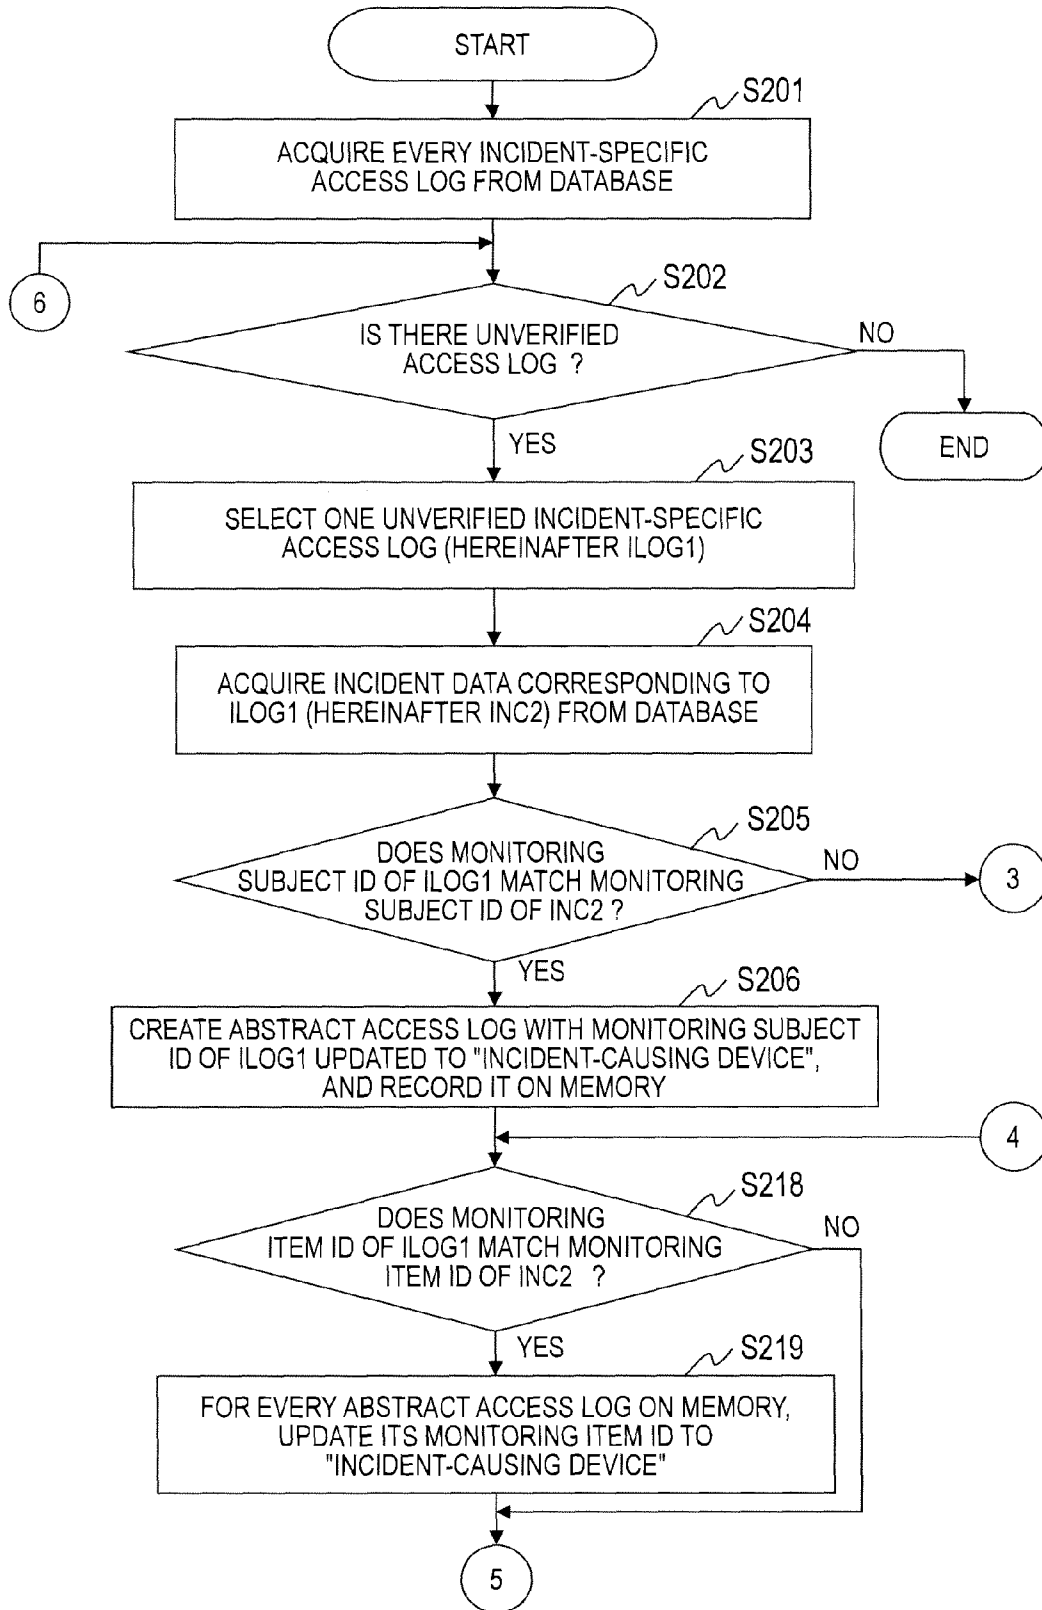 START
S201
ACQUIRE EVERY INCIDENT-SPECIFIC
ACCESS LOG FROM DATABASE
6
S202
IS THERE UNVERIFIED
ACCESS LOG ?
NO
END
YES
S203
SELECT ONE UNVERIFIED INCIDENT-SPECIFIC
ACCESS LOG (HEREINAFTER ILOG1)
S204
ACQUIRE INCIDENT DATA CORRESPONDING TO
ILOG1 (HEREINAFTER INC2) FROM DATABASE
S205
DOES MONITORING
SUBJECT ID OF ILOG1 MATCH MONITORING
SUBJECT ID OF INC2 ?
NO
3
YES
S206
CREATE ABSTRACT ACCESS LOG WITH MONITORING SUBJECT
ID OF ILOG1 UPDATED TO "INCIDENT-CAUSING DEVICE",
AND RECORD IT ON MEMORY
4
S218
DOES MONITORING
ITEM ID OF ILOG1 MATCH MONITORING
ITEM ID OF INC2 ?
NO
YES
S219
FOR EVERY ABSTRACT ACCESS LOG ON MEMORY,
UPDATE ITS MONITORING ITEM ID TO
"INCIDENT-CAUSING DEVICE"
5